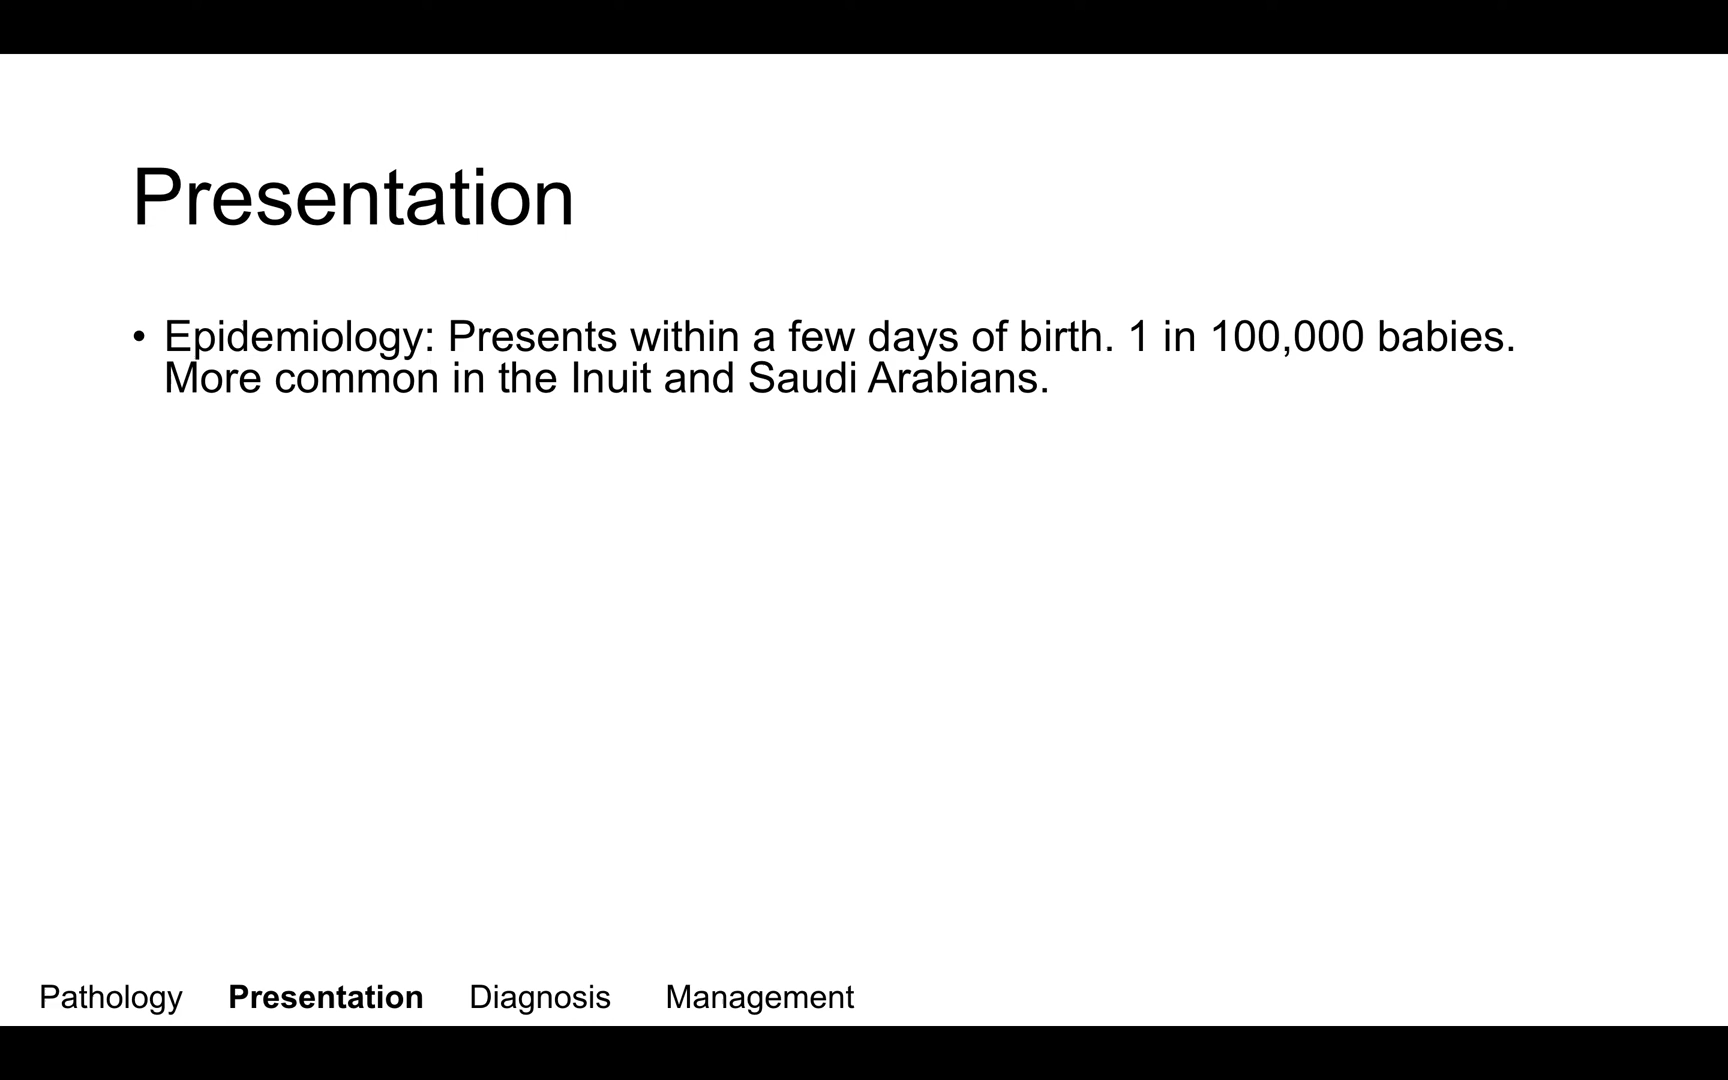 Presentation
• Epidemiology: Presents within a few days of birth. 1 in 100,000 babies.
More common in the Inuit and Saudi Arabians.
Pathology Presentation Diagnosis Management